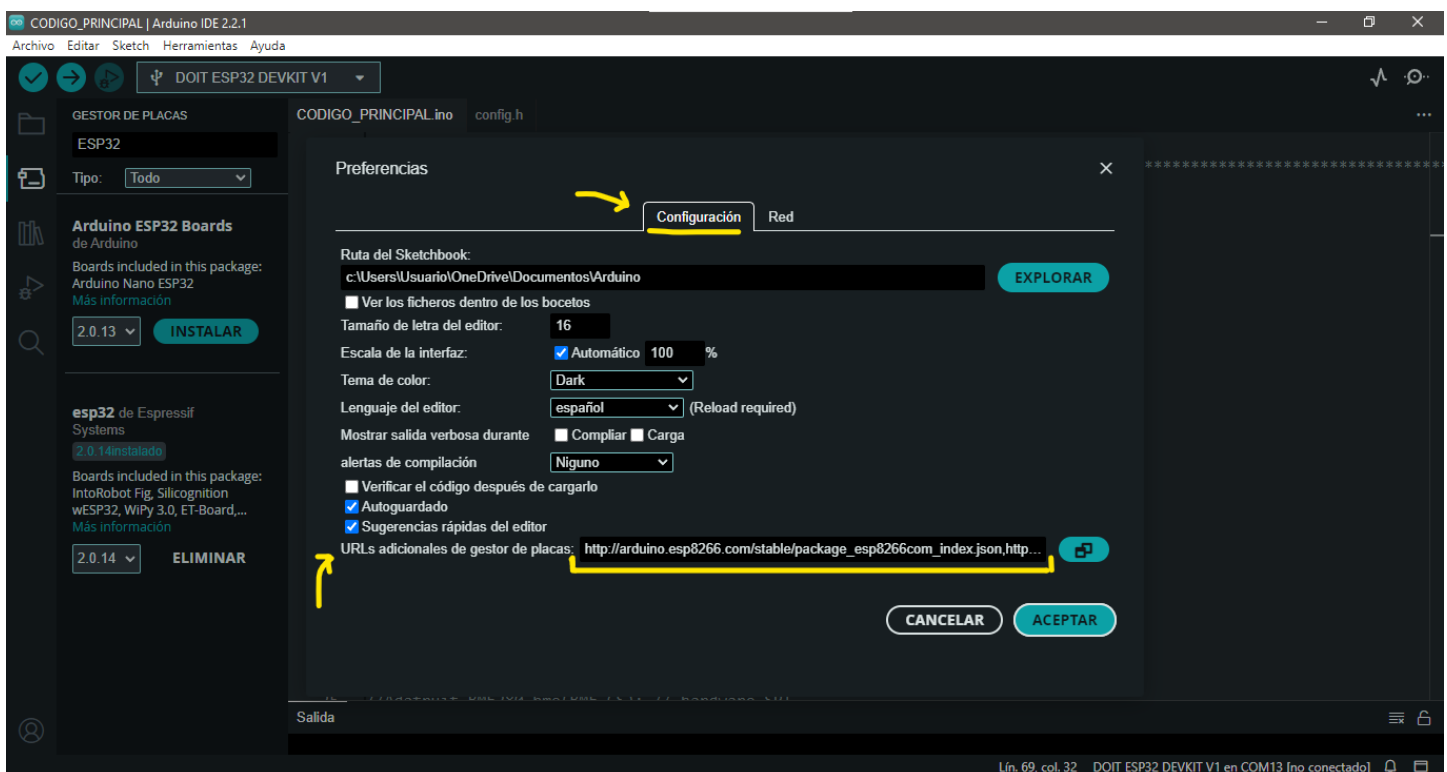 CODIGO_PRINCIPAL | Arduino IDE 2.2.1
Archivo Editar Sketch Herramientas Ayuda
DOIT ESP32 DEVKIT V1
GESTOR DE PLACAS
ESP32
Tipo: Todo
Arduino ESP32 Boards
de Arduino
Boards included in this package:
Arduino Nano ESP32
Más información
2.0.13 INSTALAR
esp32 de Espressif
Systems
2.0.14instalado
Boards included in this package:
IntoRobot Fig, Silicognition
wESP32, WiPy 3.0, ET-Board,...
Más información
2.0.14 ELIMINAR
CODIGO_PRINCIPAL.ino config.h
Preferencias
Configuración Red
Ruta del Sketchbook:
c:\Users\Usuario\OneDrive\Documentos\Arduino EXPLORAR
Ver los ficheros dentro de los bocetos
Tamaño de letra del editor: 16
Escala de la interfaz: Automático 100 %
Tema de color: Dark
Lenguaje del editor: español (Reload required)
Mostrar salida verbosa durante Compliar Carga
alertas de compilación Niguno
Verificar el código después de cargarlo
Autoguardado
Sugerencias rápidas del editor
URLs adicionales de gestor de placas: http://arduino.esp8266.com/stable/package_esp8266com_index.json,http...
CANCELAR ACEPTAR
Salida
Lín. 69, col. 32 DOIT ESP32 DEVKIT V1 en COM13 [no conectado]